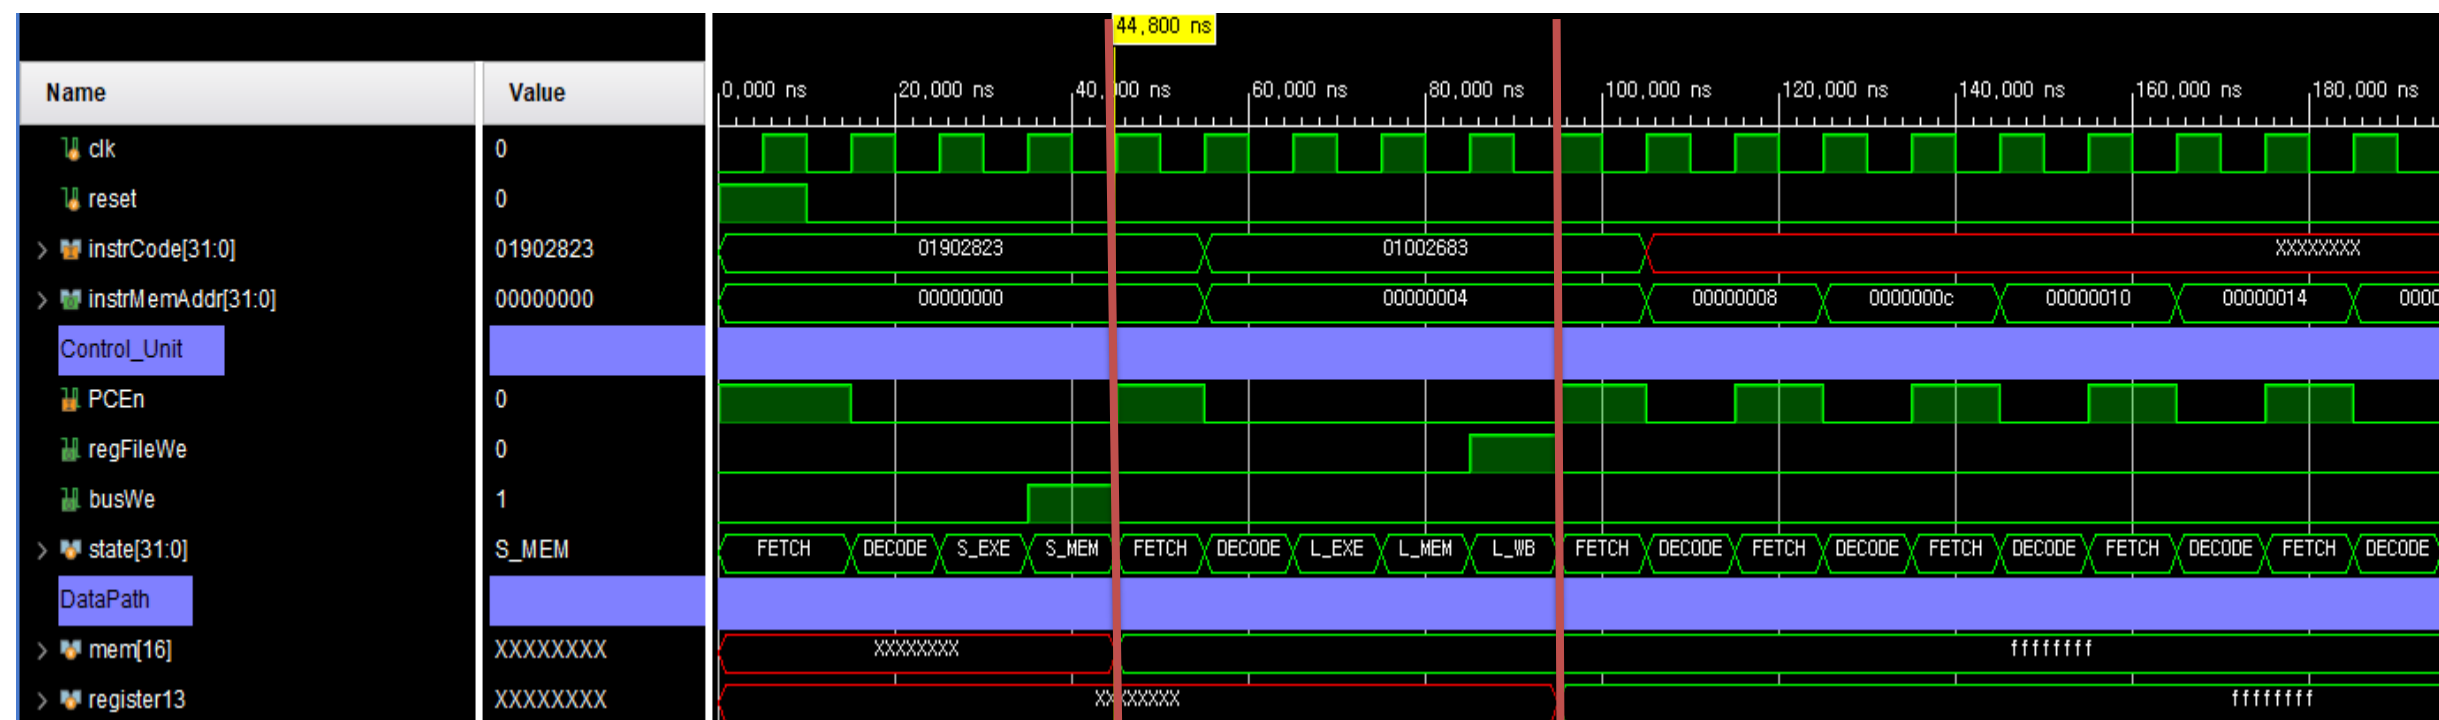 44,800 ns
Name Value 0,000 ns 20,000 ns 40, 00 ns 60,000 ns 80,000 ns 100,000 ns 120,000 ns 140,000 ns 160,000 ns 180,000 ns
clk 0
reset 0
instrCode[31:0] 01902823 01902823 01002683 XXXXXXXX
instrMemAddr[31:0] 00000000 00000000 00000004 00000008 0000000c 00000010 00000014 0000
Control_Unit
PCEn 0
regFileWe 0
busWe 1
state[31:0] S_MEM FETCH DECODE S_EXE S_MEM FETCH DECODE L_EXE L_MEM L_WB FETCH DECODE FETCH DECODE FETCH DECODE FETCH DECODE FETCH DECODE
DataPath
mem[16] XXXXXXXX XXXXXXXX ffffffff
register13 XXXXXXXX XXXXXXXX ffffffff